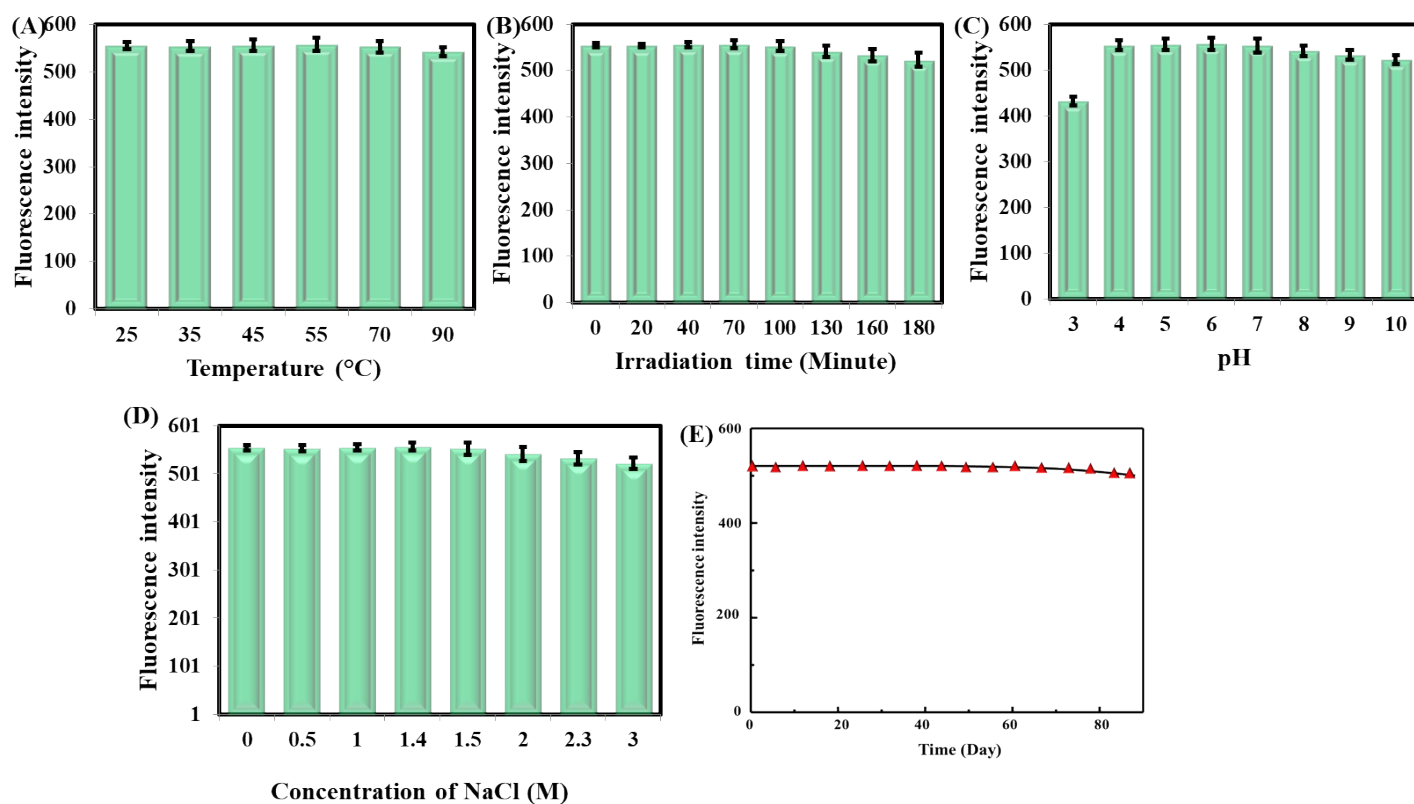 (A)
Fluorescence intensity
600
500
400
300
200
100
0
25 35 45 55 70 90
Temperature (°C)
(B)
Fluorescence intensity
600
500
400
300
200
100
0
0 20 40 70 100 130 160 180
Irradiation time (Minute)
(C)
Fluorescence intensity
600
500
400
300
200
100
0
3 4 5 6 7 8 9 10
pH
(D)
Fluorescence intensity
601
501
401
301
201
101
1
0 0.5 1 1.4 1.5 2 2.3 3
Concentration of NaCl (M)
(E)
Fluorescence intensity
600
400
200
0
0 20 40 60 80
Time (Day)